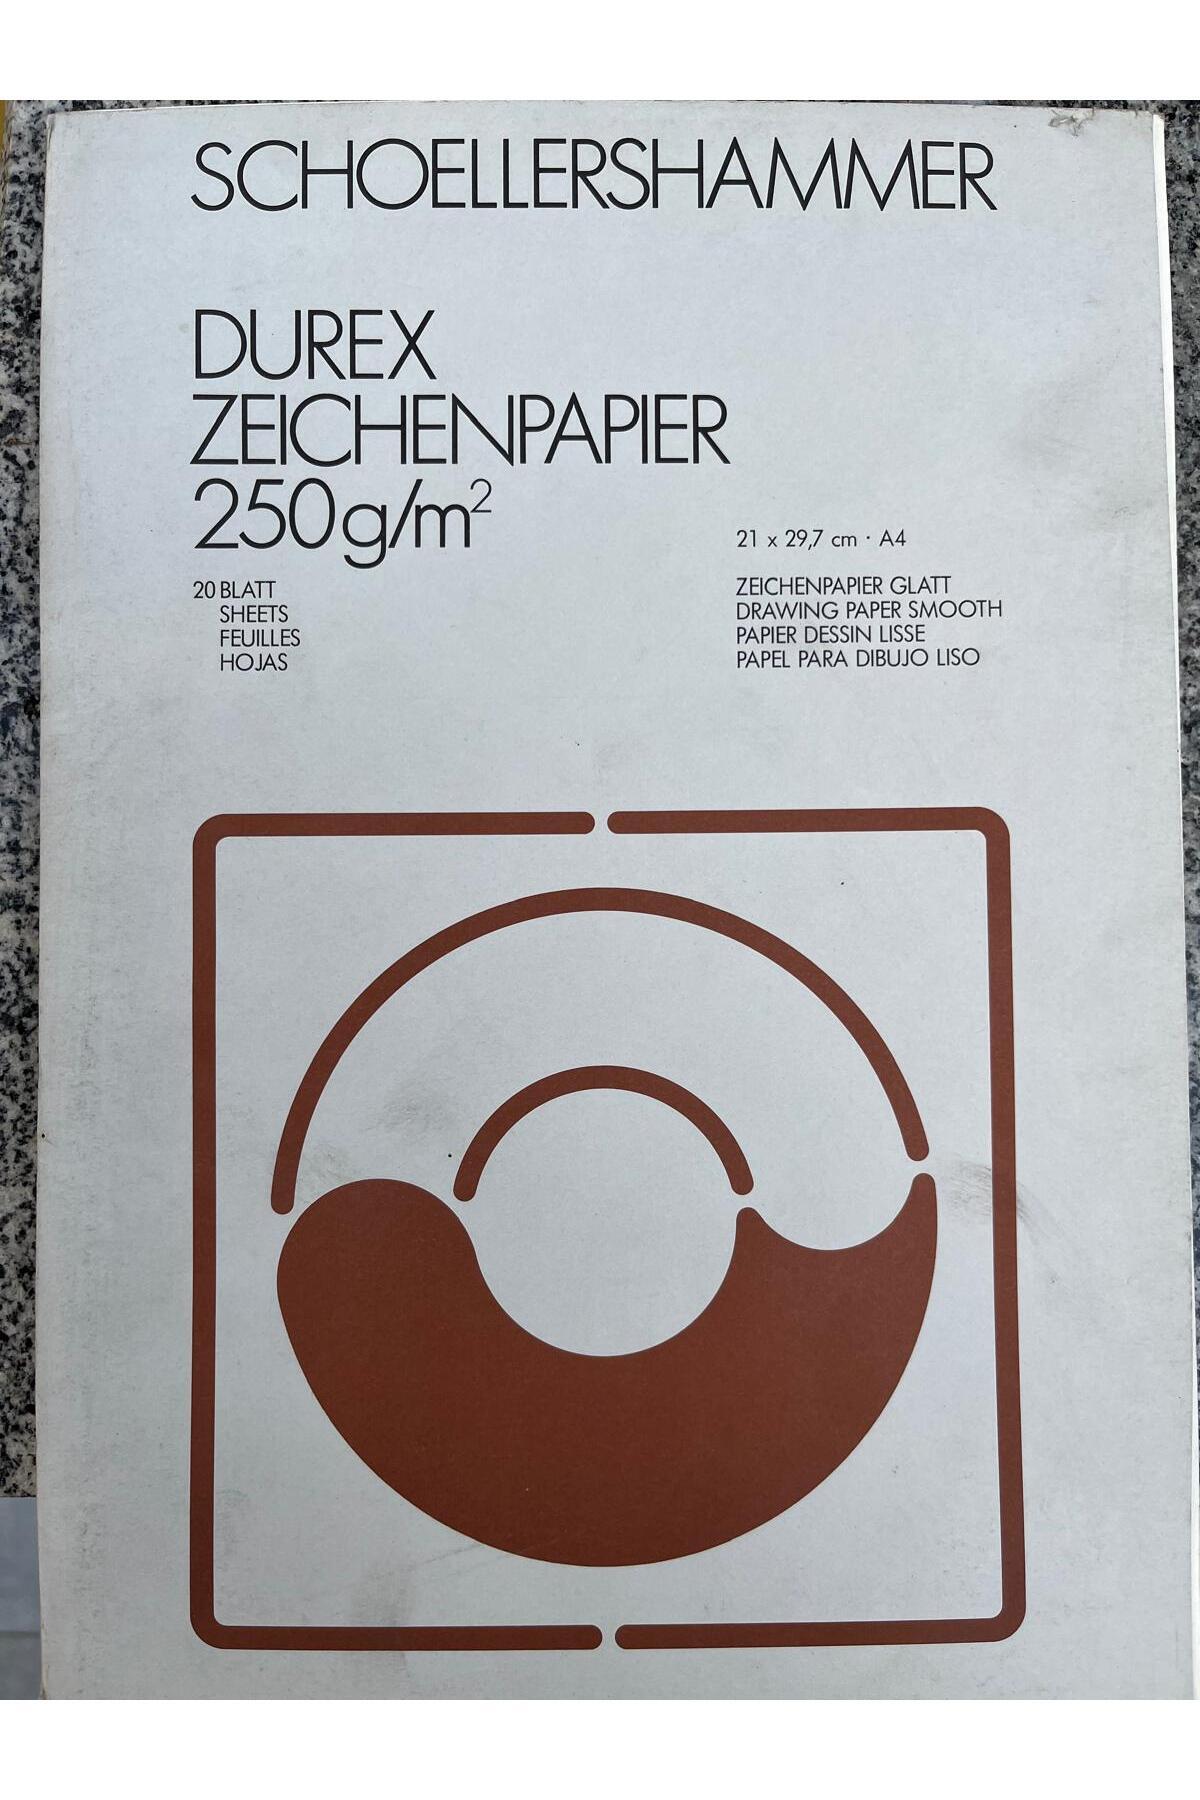 SCHOELLERSHAMMER
DUREX
ZEICHENPAPIER
250g/m²
21 x 29,7 cm · A4
20 BLATT
SHEETS
FEUILLES
HOJAS
ZEICHENPAPIER GLATT
DRAWING PAPER SMOOTH
PAPIER DESSIN LISSE
PAPEL PARA DIBUJO LISO